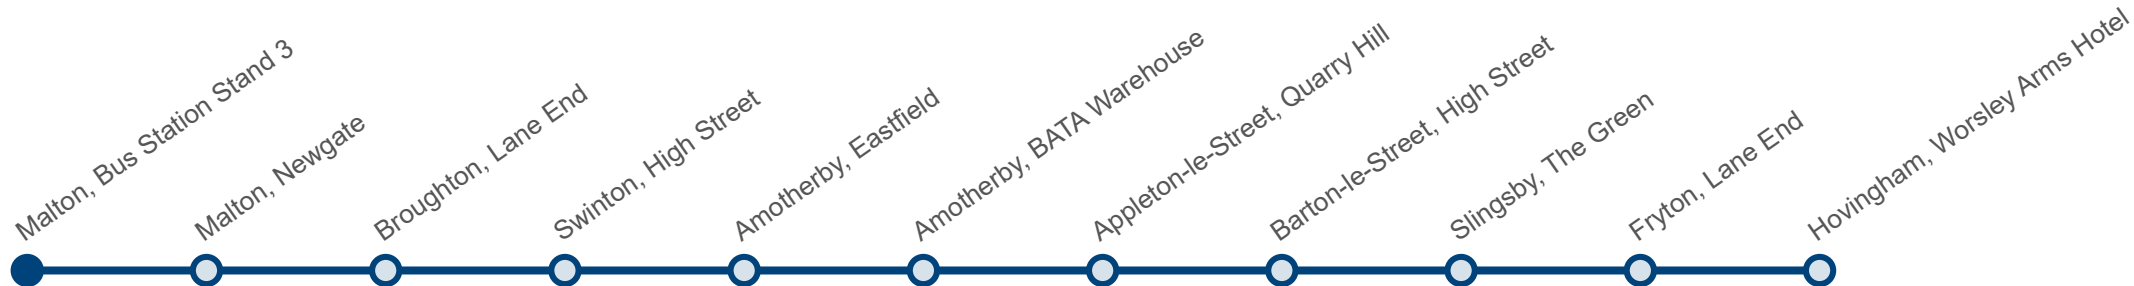 Malton, Bus Station Stand 3
Malton, Newgate
Broughton, Lane End
Swinton, High Street
Amotherby, Eastfield
Amotherby, BATA Warehouse
Appleton-le-Street, Quarry Hill
Barton-le-Street, High Street
Slingsby, The Green
Fryton, Lane End
Hovingham, Worsley Arms Hotel